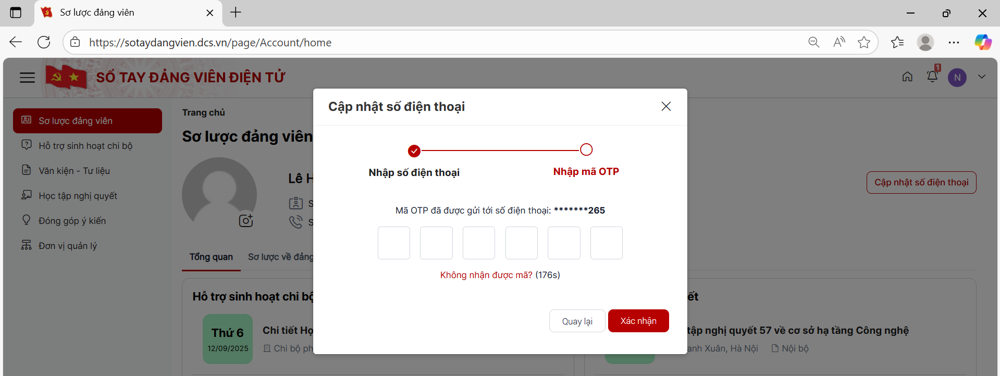 Sơ lược đảng viên
https://sotaydangvien.dcs.vn/page/Account/home
SỔ TAY ĐẢNG VIÊN ĐIỆN TỬ
1
N
Sơ lược đảng viên
Hỗ trợ sinh hoạt chi bộ
Văn kiện - Tư liệu
Học tập nghị quyết
Đóng góp ý kiến
Đơn vị quản lý
Trang chủ
Sơ lược đảng viên
Lê H
S
S
Cập nhật số điện thoại
Tổng quan
Sơ lược về đảng
Hỗ trợ sinh hoạt chi bộ
Thứ 6
12/09/2025
Chi tiết Họ
Chi bộ ph
ết
tập nghị quyết 57 về cơ sở hạ tầng Công nghệ
anh Xuân, Hà Nội
Nội bộ
Cập nhật số điện thoại
Nhập số điện thoại
Nhập mã OTP
Mã OTP đã được gửi tới số điện thoại: *******265
Không nhận được mã? (176s)
Quay lại
Xác nhận